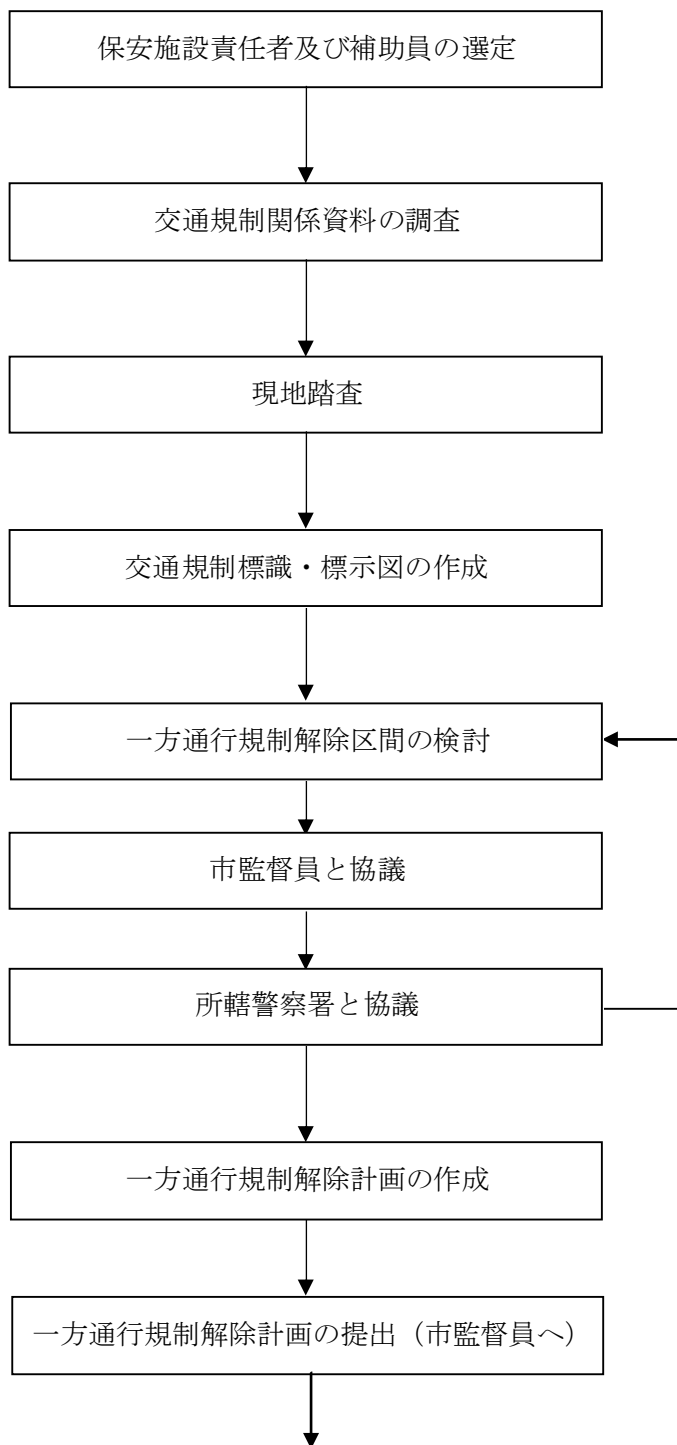 保安施設責任者及び補助員の選定
交通規制関係資料の調査
現地踏査
交通規制標識・標示図の作成
一方通行規制解除区間の検討
市監督員と協議
所轄警察署と協議
一方通行規制解除計画の作成
一方通行規制解除計画の提出（市監督員へ）